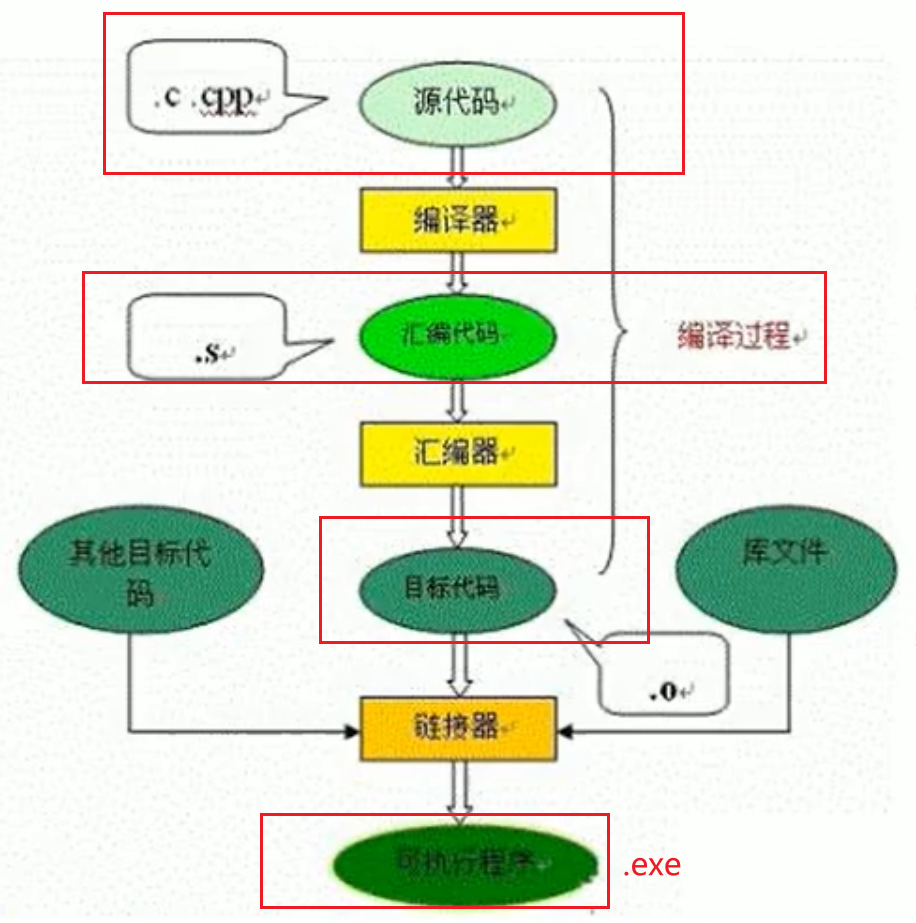 .c .cpp
源代码
编译器
汇编代码
.s
编译过程
汇编器
其他目标代
码
目标代码
库文件
.o
链接器
可执行程序
.exe